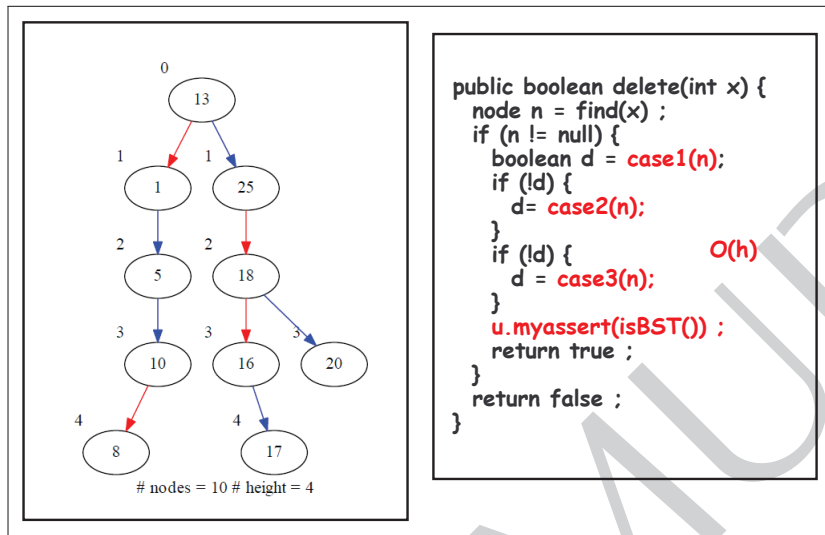 0
13
1
1
1
25
2
5
2
18
3
10
3
16
3
20
4
8
4
17
# nodes = 10 # height = 4
public boolean delete(int x) {
node n = find(x) ;
if (n != null) {
boolean d = case1(n);
if (!d) {
d= case2(n);
}
if (!d) {
O(h)
d = case3(n);
}
u.myassert(isBST()) ;
return true ;
}
return false ;
}